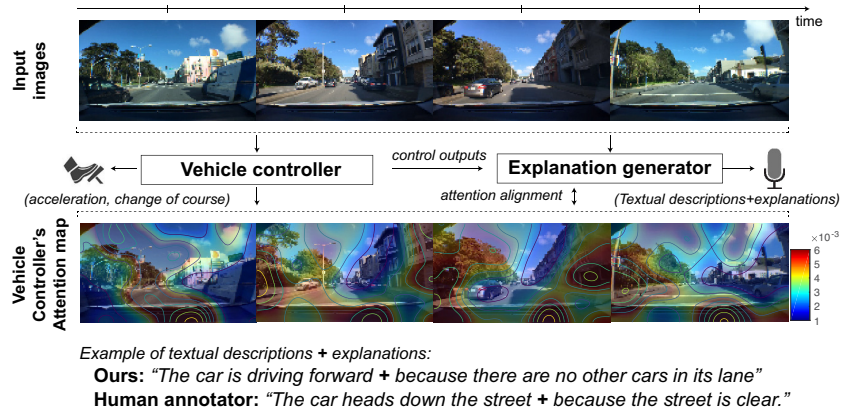 time
Input
images
Vehicle controller
control outputs
Explanation generator
(acceleration, change of course)
attention alignment
(Textual descriptions+explanations)
Vehicle
Controller's
Attention map
×10⁻³
6
5
4
3
2
1
Example of textual descriptions + explanations:
Ours: “The car is driving forward + because there are no other cars in its lane”
Human annotator: “The car heads down the street + because the street is clear.”